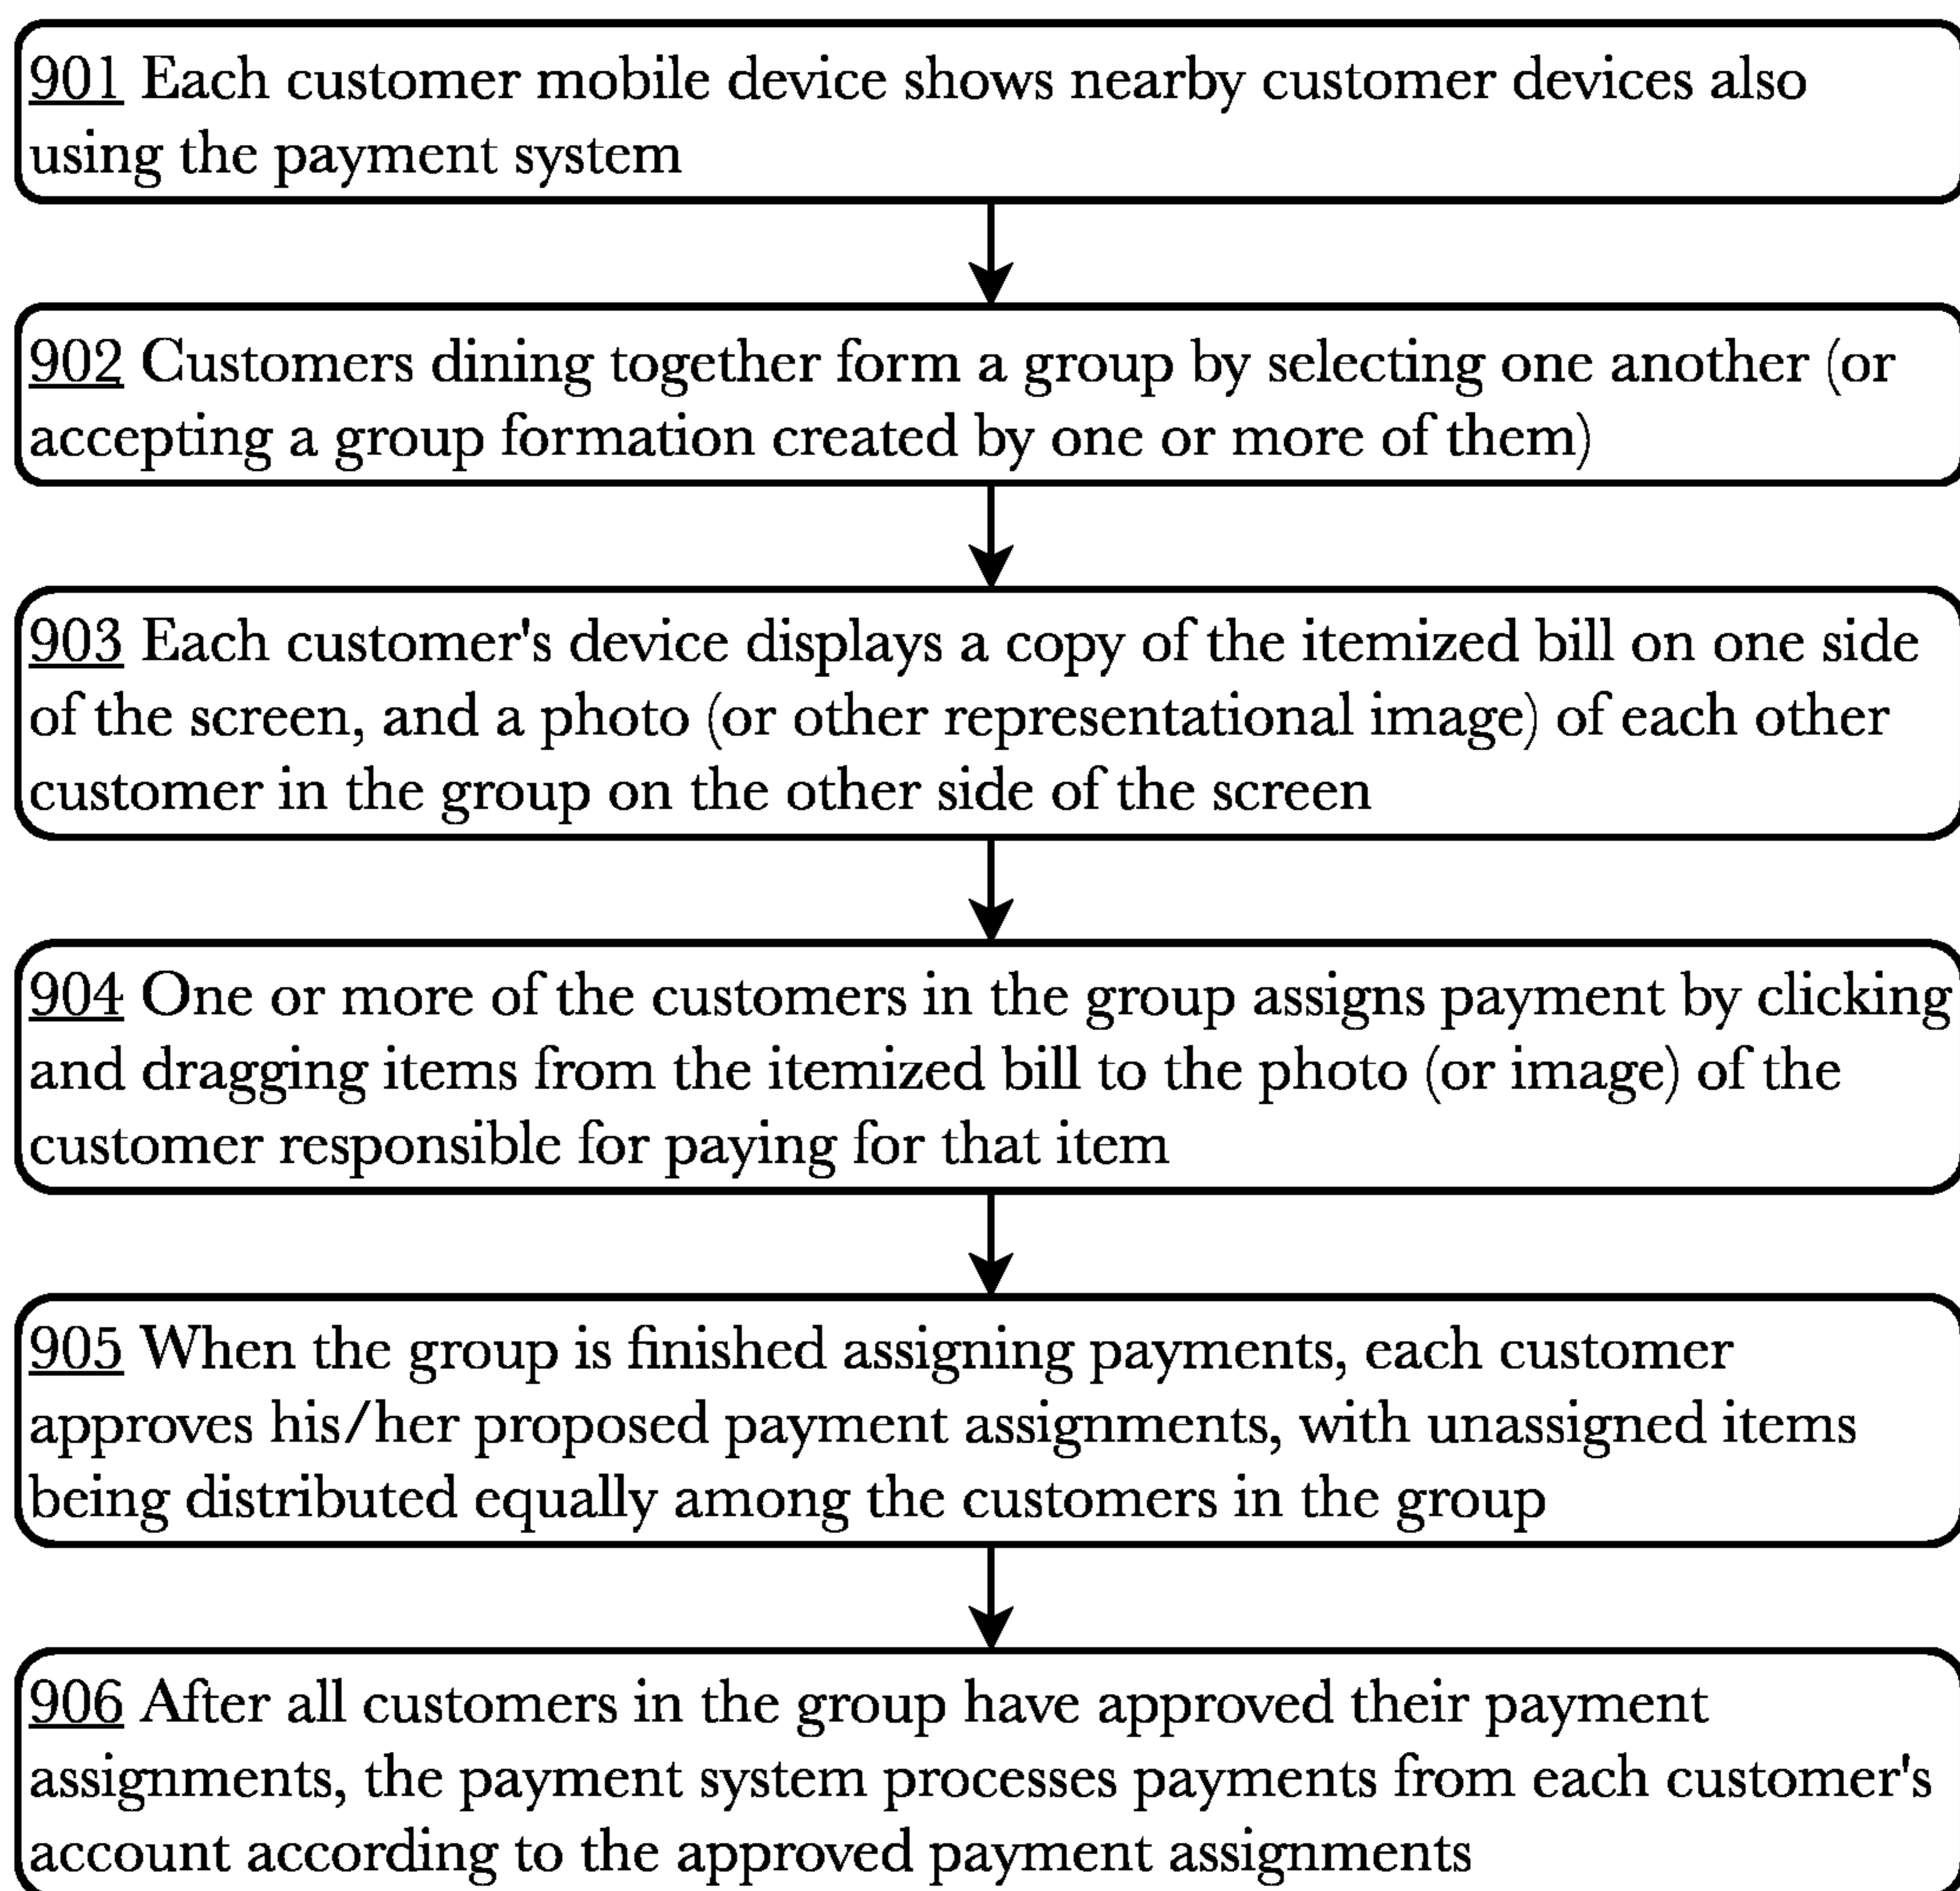 901 Each customer mobile device shows nearby customer devices also
using the payment system
902 Customers dining together form a group by selecting one another (or
accepting a group formation created by one or more of them)
903 Each customer's device displays a copy of the itemized bill on one side
of the screen, and a photo (or other representational image) of each other
customer in the group on the other side of the screen
904 One or more of the customers in the group assigns payment by clicking
and dragging items from the itemized bill to the photo (or image) of the
customer responsible for paying for that item
905 When the group is finished assigning payments, each customer
approves his/her proposed payment assignments, with unassigned items
being distributed equally among the customers in the group
906 After all customers in the group have approved their payment
assignments, the payment system processes payments from each customer's
account according to the approved payment assignments